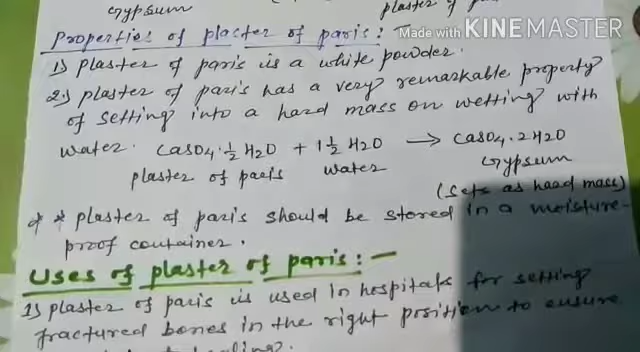 Gypsum
plaster of
Made with KINEMASTER
Properties of plaster of paris: -
1) plaster of paris is a white powder.
2) plaster of paris has a very remarkable property
of setting into a hard mass on wetting with
water. CaSO4.½H2O + 1½H2O → CaSO4.2H2O
plaster of paris water Gypsum
(sets as hard mass)
* * plaster of paris should be stored in a moisture-
proof container.
Uses of plaster of paris: -
1) plaster of paris is used in hospitals for setting
fractured bones in the right position to ensure